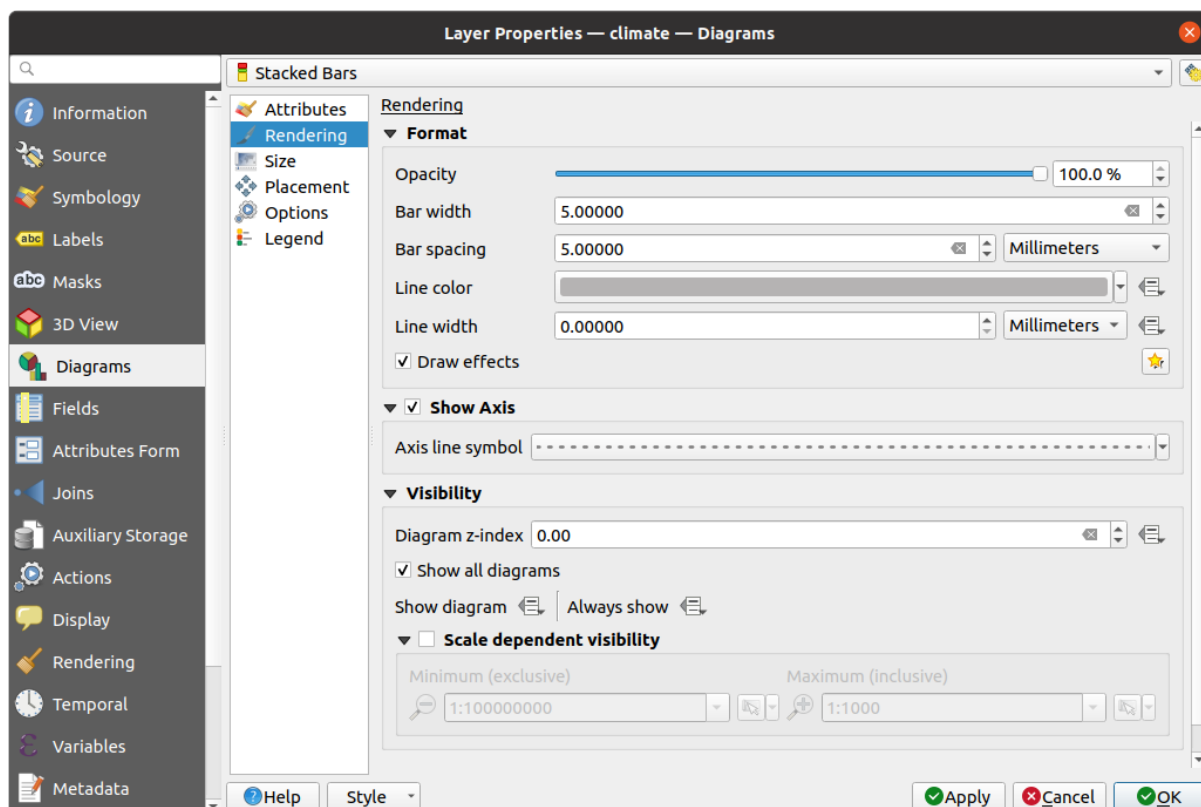 Layer Properties — climate — Diagrams
Stacked Bars
Information
Source
Symbology
abc Labels
abc Masks
3D View
Diagrams
Fields
Attributes Form
Joins
Auxiliary Storage
Actions
Display
Rendering
Temporal
Variables
Metadata
Attributes
Rendering
Size
Placement
Options
Legend
Rendering
Format
Opacity 100.0 %
Bar width 5.00000
Bar spacing 5.00000 Millimeters
Line color
Line width 0.00000 Millimeters
Draw effects
Show Axis
Axis line symbol
Visibility
Diagram z-index 0.00
Show all diagrams
Show diagram Always show
Scale dependent visibility
Minimum (exclusive) Maximum (inclusive)
1:100000000 1:1000
Help Style Apply Cancel OK